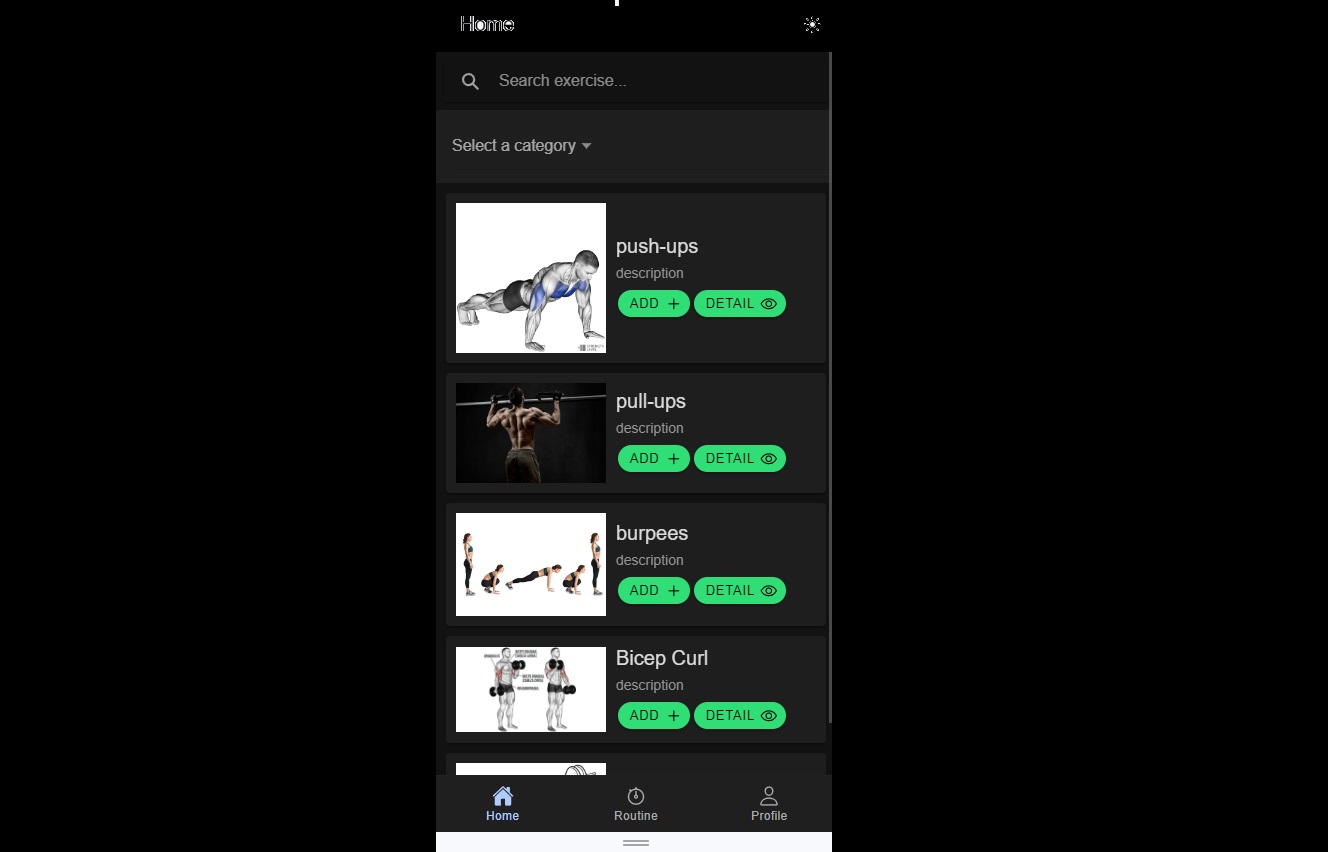 Home
Search exercise...
Select a category
push-ups
description
ADD
DETAIL
pull-ups
description
ADD
DETAIL
burpees
description
ADD
DETAIL
Bicep Curl
description
ADD
DETAIL
Home
Routine
Profile